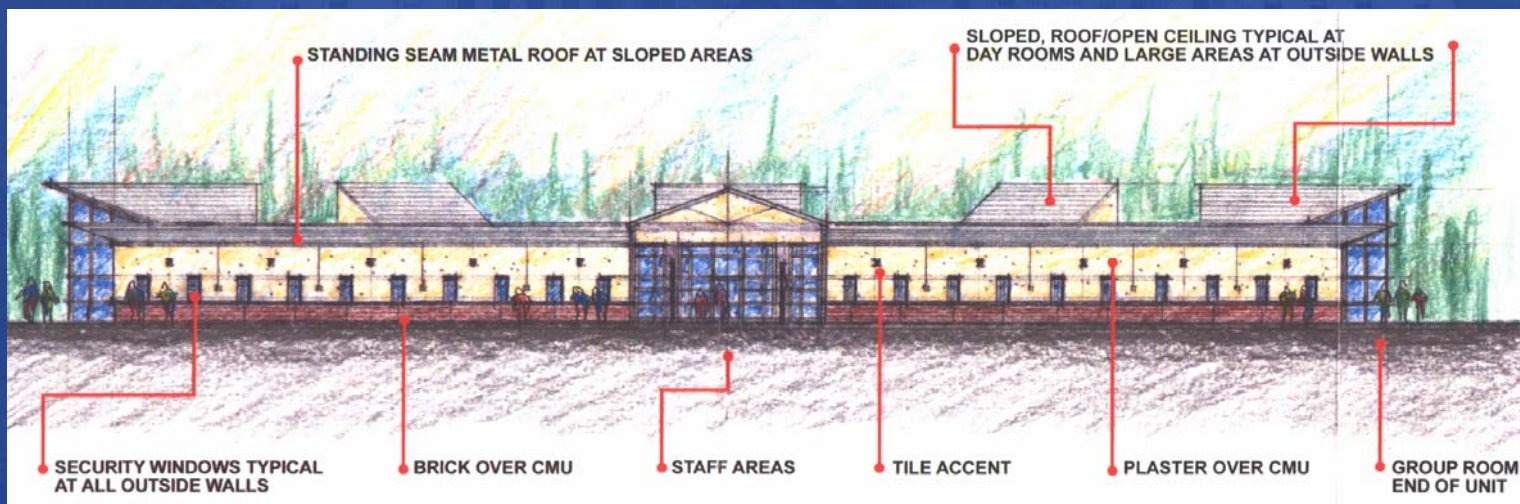 STANDING SEAM METAL ROOF AT SLOPED AREAS
SLOPED, ROOF/OPEN CEILING TYPICAL AT
DAY ROOMS AND LARGE AREAS AT OUTSIDE WALLS
SECURITY WINDOWS TYPICAL
AT ALL OUTSIDE WALLS
BRICK OVER CMU
STAFF AREAS
TILE ACCENT
PLASTER OVER CMU
GROUP ROOM
END OF UNIT